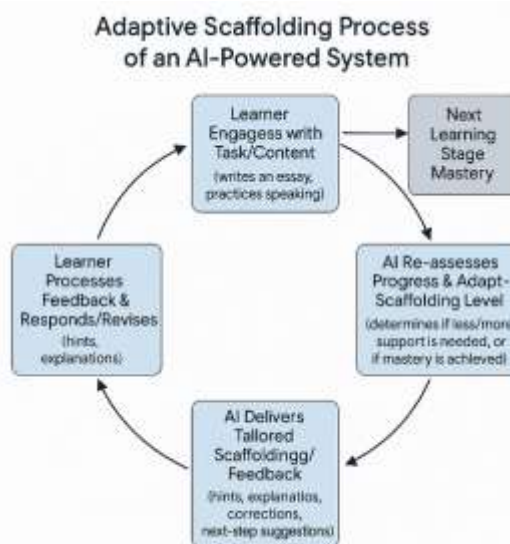 Adaptive Scaffolding Process
of an AI-Powered System
Learner
Engagess with
Task/Content
(writes an essay,
practices speaking)
Next
Learning
Stage
Mastery
AI Re-assesses
Progress & Adapt-
Scaffolding Level
(determines if less/more
support is needed, or
if mastery is achieved)
AI Delivers
Tailored
Scaffoldingg/
Feedback
(hints, explanatios,
corrections,
next-step suggestions)
Learner
Processes
Feedback &
Responds/Revises
(hints,
explanations)